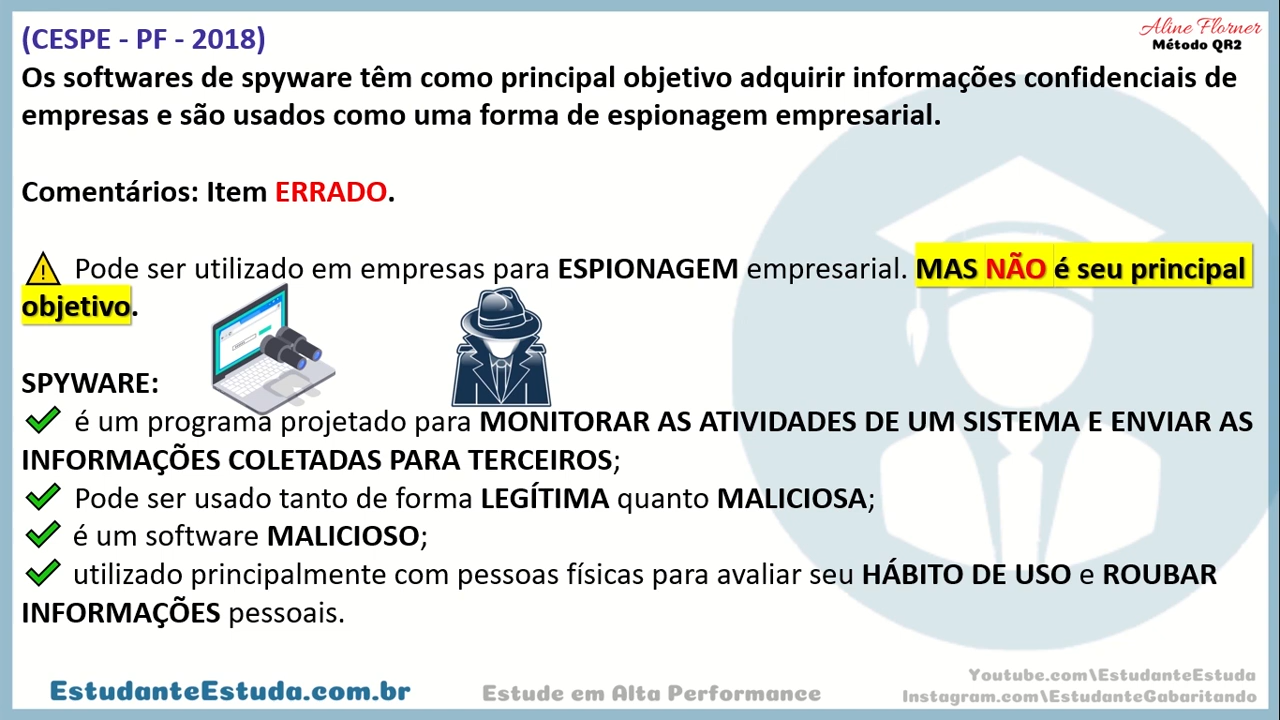 (CESPE - PF - 2018)
Aline Florner
Método QR2
Os softwares de spyware têm como principal objetivo adquirir informações confidenciais de
empresas e são usados como uma forma de espionagem empresarial.
Comentários: Item ERRADO.
Pode ser utilizado em empresas para ESPIONAGEM empresarial. MAS NÃO é seu principal
objetivo.
SPYWARE:
é um programa projetado para MONITORAR AS ATIVIDADES DE UM SISTEMA E ENVIAR AS
INFORMAÇÕES COLETADAS PARA TERCEIROS;
Pode ser usado tanto de forma LEGÍTIMA quanto MALICIOSA;
é um software MALICIOSO;
utilizado principalmente com pessoas físicas para avaliar seu HÁBITO DE USO e ROUBAR
INFORMAÇÕES pessoais.
EstudanteEstuda.com.br
Estude em Alta Performance
Youtube.com\EstudanteEstuda
Instagram.com\EstudanteGabaritando